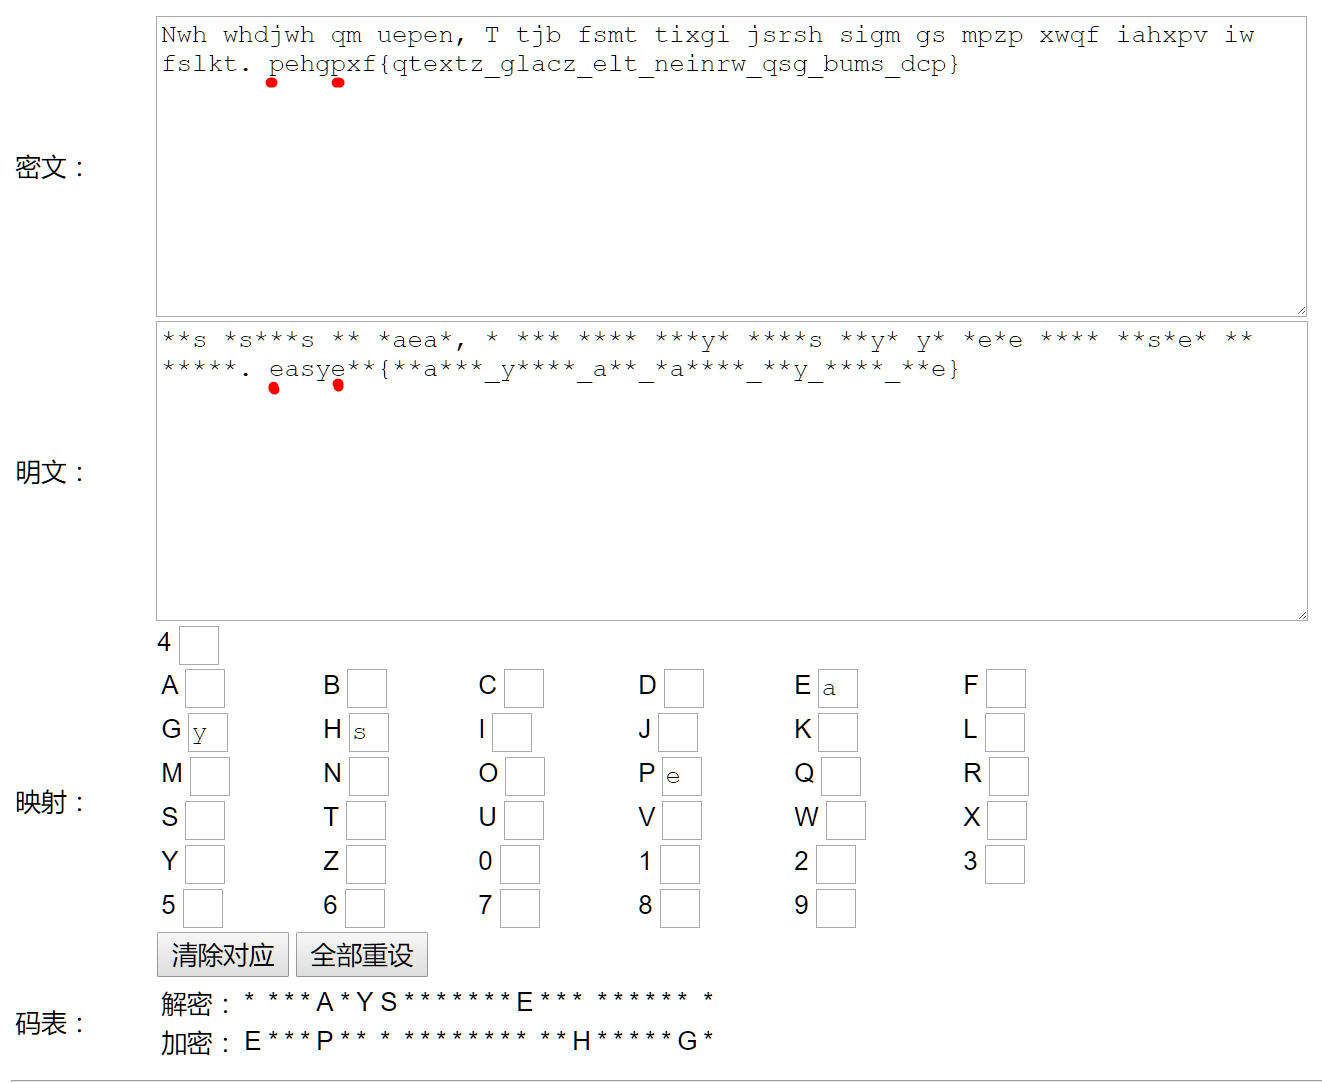 Nwh whdjwh qm uepen, T tjb fsmt tixgi jsrsh sigm gs mpzp xwqf iahxpv iw
fslkt. pehgpxf{qtextz_glacz_elt_neinrw_qsg_bums_dcp}
密文：
**s *s***s ** *aea*, * *** **** ***y* ****s **y* y* *e*e **** **s*e* **
*****. easye**{**a***_y****_a**_*a****_**y_****_**e}
明文：
4
A B C D E a F
G y H s I J K L
M N O P e Q R
映射：
S T U V W X
Y Z 0 1 2 3
5 6 7 8 9
清除对应 全部重设
解密： * * * * A * Y S * * * * * * * E * * * * * * * * * *
码表：
加密： E * * * P * * * * * * * * * * * * * H * * * * * G *